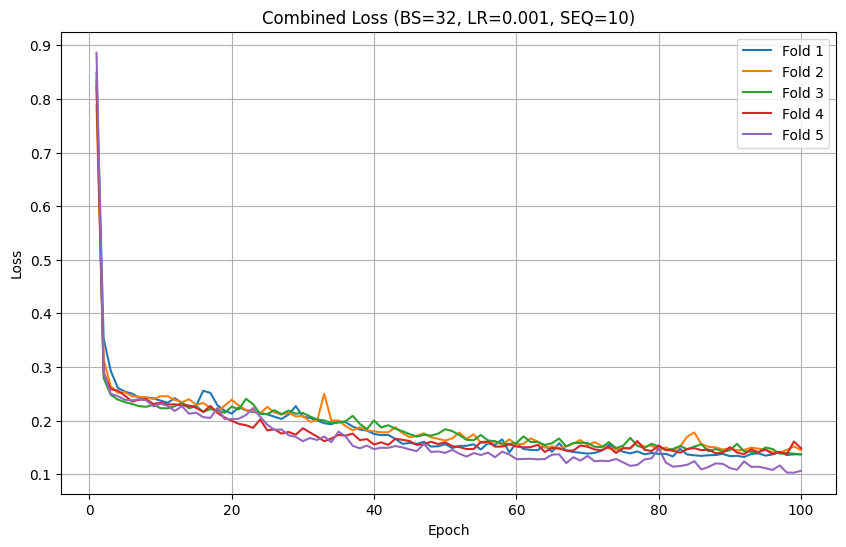 Combined Loss (BS=32, LR=0.001, SEQ=10)
Fold 1
Fold 2
Fold 3
Fold 4
Fold 5
Loss
0.9
0.8
0.7
0.6
0.5
0.4
0.3
0.2
0.1
0
20
40
60
80
100
Epoch